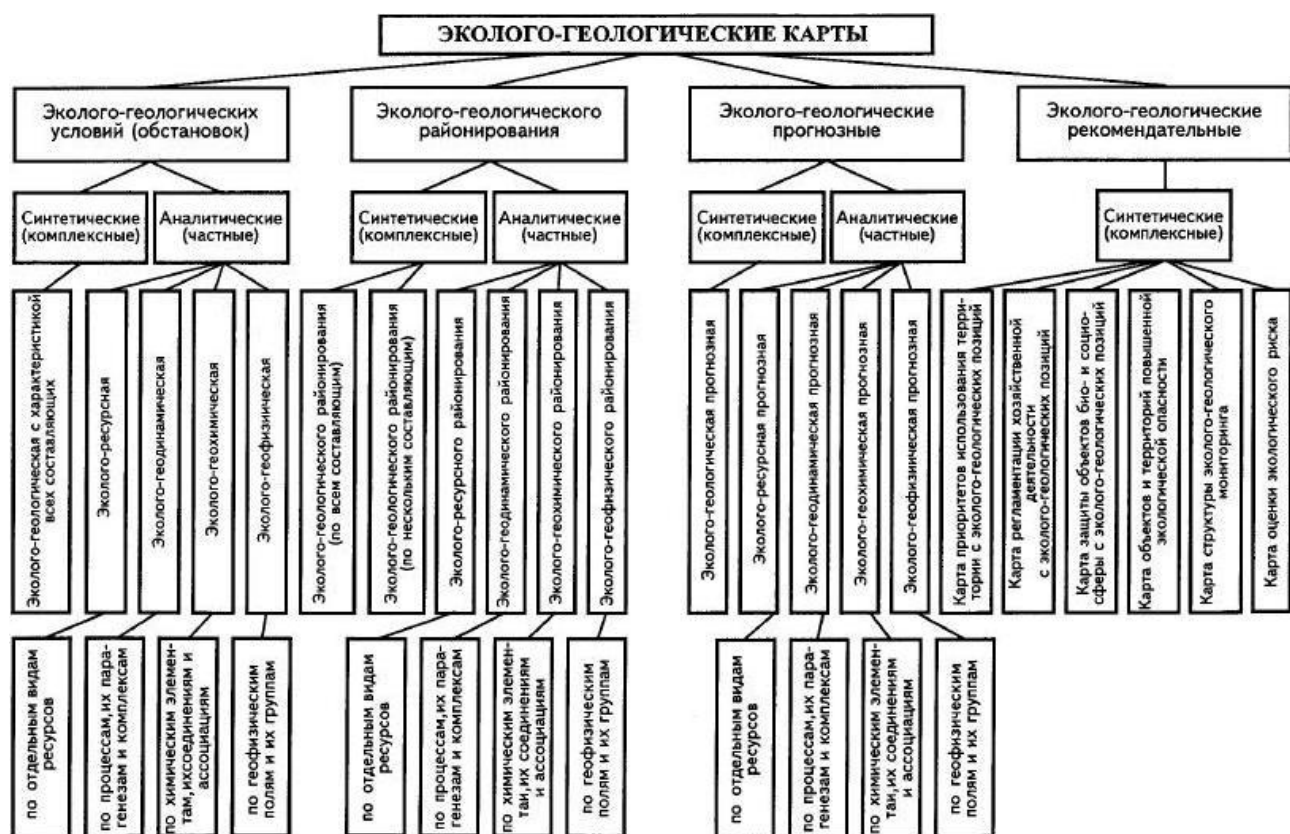 ЭКОЛОГО-ГЕОЛОГИЧЕСКИЕ КАРТЫ
Эколого-геологических
условий (обстановок)
Эколого-геологического
районирования
Эколого-геологические
прогнозные
Эколого-геологические
рекомендательные
Синтетические
(комплексные)
Аналитические
(частные)
Синтетические
(комплексные)
Аналитические
(частные)
Синтетические
(комплексные)
Аналитические
(частные)
Синтетические
(комплексные)
Эколого-геологическая с характеристикой
всех составляющих
Эколого-ресурсная
Эколого-геодинамическая
Эколого-геохимическая
Эколого-геофизическая
Эколого-геологического районирования
(по всем составляющим)
Эколого-геологического районирования
(по нескольким составляющим)
Эколого-ресурсного районирования
Эколого-геодинамического районирования
Эколого-геохимического районирования
Эколого-геофизического районирования
Эколого-геологическая прогнозная
Эколого-ресурсная прогнозная
Эколого-геодинамическая прогнозная
Эколого-геохимическая прогнозная
Эколого-геофизическая прогнозная
Карта приоритетов использования терри-
тории с эколого-геологических позиций
Карта регламентации хозяйственной
деятельности
с эколого-геологических позиций
Карта защиты объектов био- и социо-
сферы с эколого-геологических позиций
Карта объектов и территорий повышенной
экологической опасности
Карта структуры эколого-геологического
мониторинга
Карта оценки экологического риска
по отдельным видам
ресурсов
по процессам,их пара-
генезам и комплексам
по химическим элемен-
там,ихсоединениям и
ассоциациям
по геофизическим
полям и их группам
по отдельным видам
ресурсов
по процессам,их пара-
генезам и комплексам
по химическим элемен-
таи,их соединениям
и ассоциациям
по геофизическим
полям и их группам
по отдельным видам
ресурсов
по процессам,их пара-
генезам и комплексам
по химическим элемен-
таи,их соединениям
и ассоциациям
по геофизическим
полям и их группам